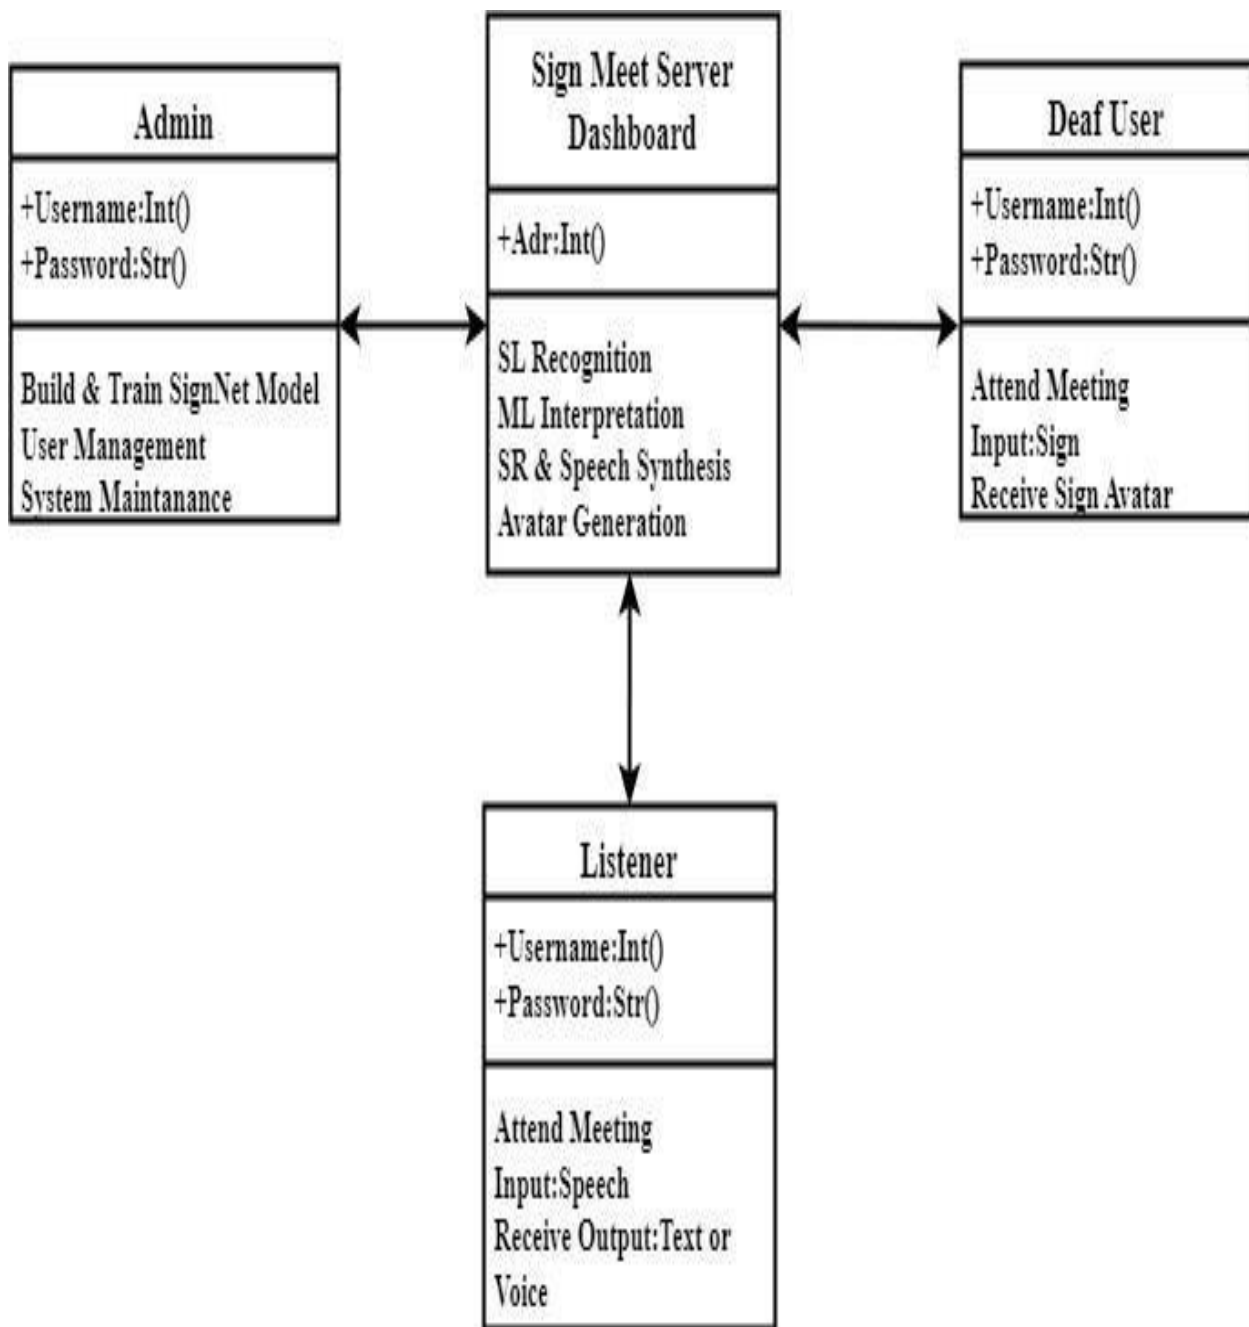 Admin
+Username:Int()
+Password:Str()
Build & Train SignNet Model
User Management
System Maintanance
Sign Meet Server
Dashboard
+Adr:Int()
SL Recognition
ML Interpretation
SR & Speech Synthesis
Avatar Generation
Deaf User
+Username:Int()
+Password:Str()
Attend Meeting
Input:Sign
Receive Sign Avatar
Listener
+Username:Int()
+Password:Str()
Attend Meeting
Input:Speech
Receive Output:Text or
Voice